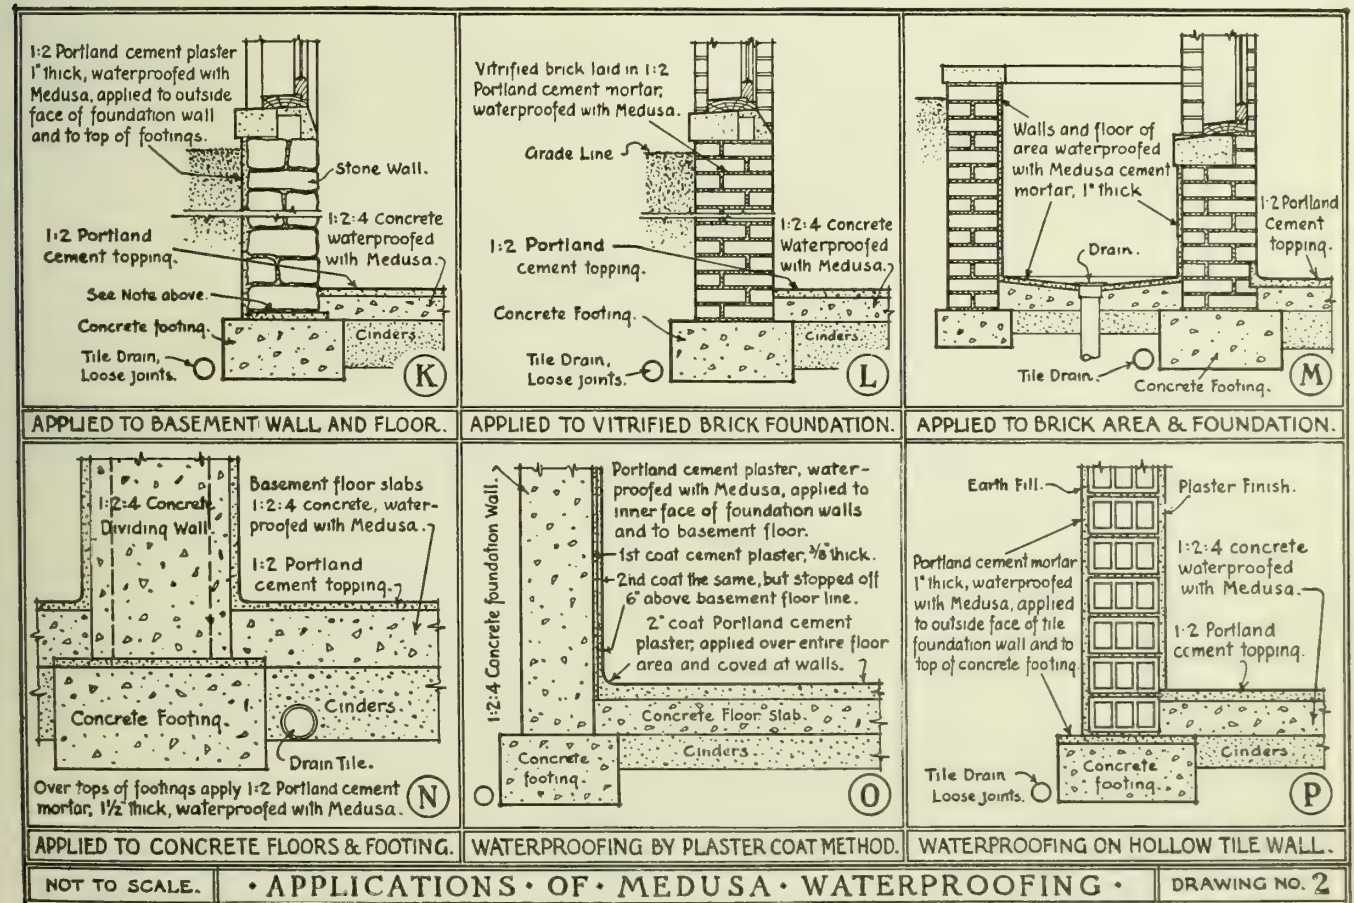 1:2 Portland cement plaster
1" thick, waterproofed with
Medusa, applied to outside
face of foundation wall
and to top of footings.
Stone Wall.
1:2:4 Concrete
waterproofed
with Medusa.
1:2 Portland
cement topping.
See Note above.
Concrete footing.
Cinders
Tile Drain,
Loose joints.
K
APPLIED TO BASEMENT WALL AND FLOOR.
Vitrified brick laid in 1:2
Portland cement mortar,
waterproofed with Medusa.
Grade Line
1:2:4 Concrete
Waterproofed
with Medusa.
1:2 Portland
cement topping.
Concrete Footing.
Cinders
Tile Drain,
Loose joints.
L
APPLIED TO VITRIFIED BRICK FOUNDATION.
Walls and floor of
area waterproofed
with Medusa cement
mortar, 1" thick
1:2 Portland
Cement
topping.
Drain.
Tile Drain.
Concrete Footing.
M
APPLIED TO BRICK AREA & FOUNDATION.
1:2:4 Concrete
Dividing Wall
Basement floor slabs
1:2:4 concrete, water-
proofed with Medusa.
1:2 Portland
cement topping.
Concrete Footing.
Cinders.
Drain Tile.
Over tops of footings apply 1:2 Portland cement
mortar, 1½" thick, waterproofed with Medusa.
N
APPLIED TO CONCRETE FLOORS & FOOTING.
1:2:4 Concrete foundation Wall.
Portland cement plaster, water-
proofed with Medusa, applied to
inner face of foundation walls
and to basement floor.
1st coat cement plaster, 3/8" thick.
2nd coat the same, but stopped off
6" above basement floor line.
2" coat Portland cement
plaster, applied over entire floor
area and coved at walls.
Concrete Floor Slab.
Cinders.
Concrete
footing.
O
WATERPROOFING BY PLASTER COAT METHOD.
Earth Fill.
Plaster Finish.
Portland cement mortar
1" thick, waterproofed
with Medusa, applied
to outside face of tile
foundation wall and to
top of concrete footing
1:2:4 concrete
waterproofed
with Medusa.
1:2 Portland
cement topping.
Cinders.
Concrete
footing.
Tile Drain
Loose joints.
P
WATERPROOFING ON HOLLOW TILE WALL.
NOT TO SCALE.
· APPLICATIONS · OF · MEDUSA · WATERPROOFING ·
DRAWING NO. 2